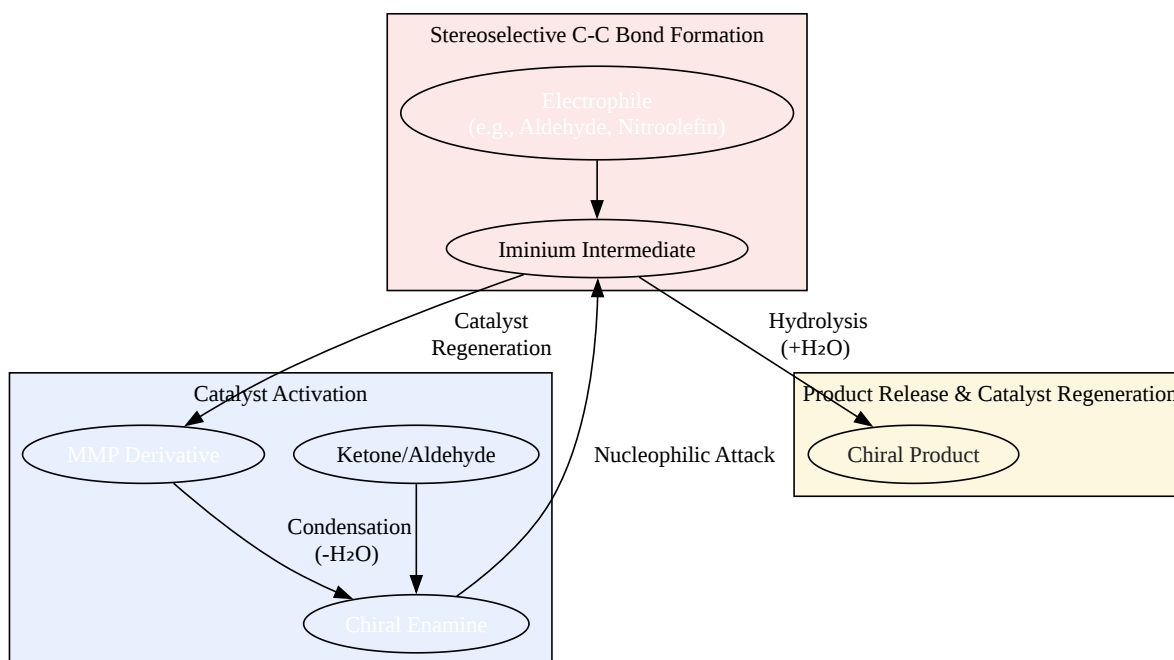 Stereoselective C-C Bond Formation
Electrophile
(e.g., Aldehyde, Nitroolefin)
Iminium Intermediate
Catalyst
Regeneration
Hydrolysis
(+H₂O)
Catalyst Activation
Product Release & Catalyst Regeneration
MMP Derivative
Ketone/Aldehyde
Nucleophilic Attack
Chiral Product
Condensation
(-H₂O)
Chiral Enamine